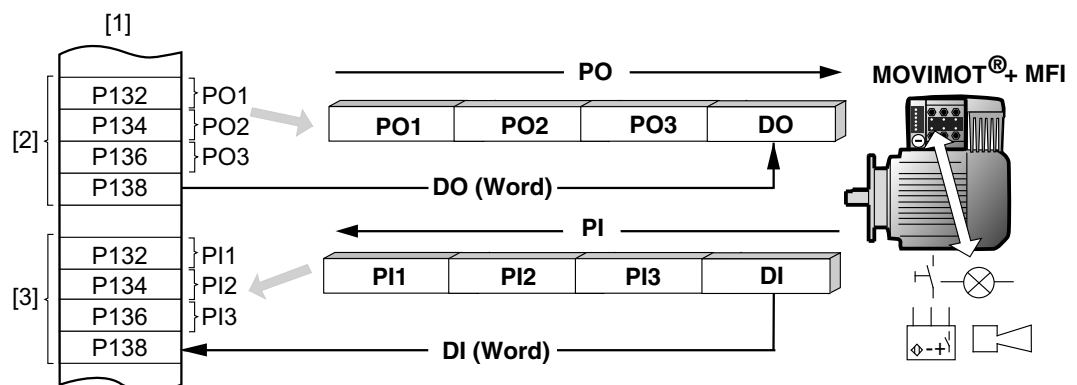 [1]
PO
MOVIMOT® + MFI
[2]
P132 PO1
P134 PO2
P136 PO3
P138
PO1 PO2 PO3 DO
DO (Word)
PI
[3]
P132 PI1
P134 PI2
P136 PI3
P138
PI1 PI2 PI3 DI
DI (Word)